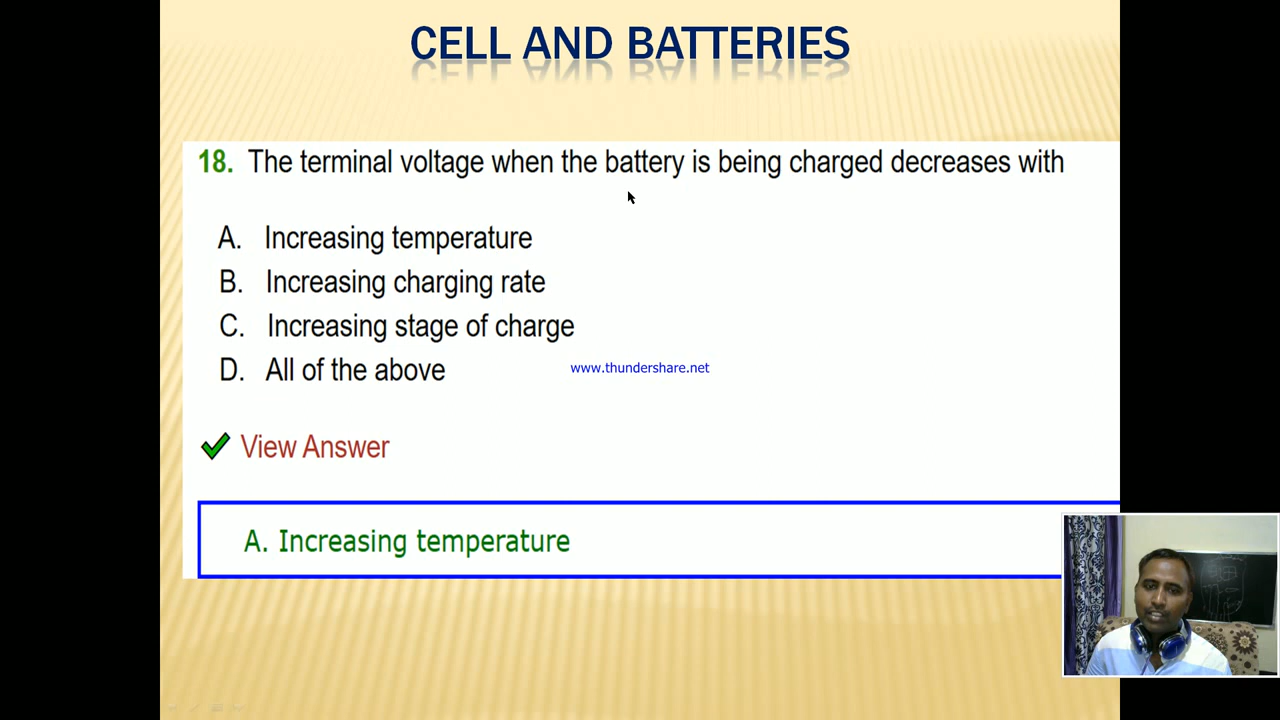 CELL AND BATTERIES
18. The terminal voltage when the battery is being charged decreases with
A. Increasing temperature
B. Increasing charging rate
C. Increasing stage of charge
D. All of the above
www.thundershare.net
View Answer
A. Increasing temperature